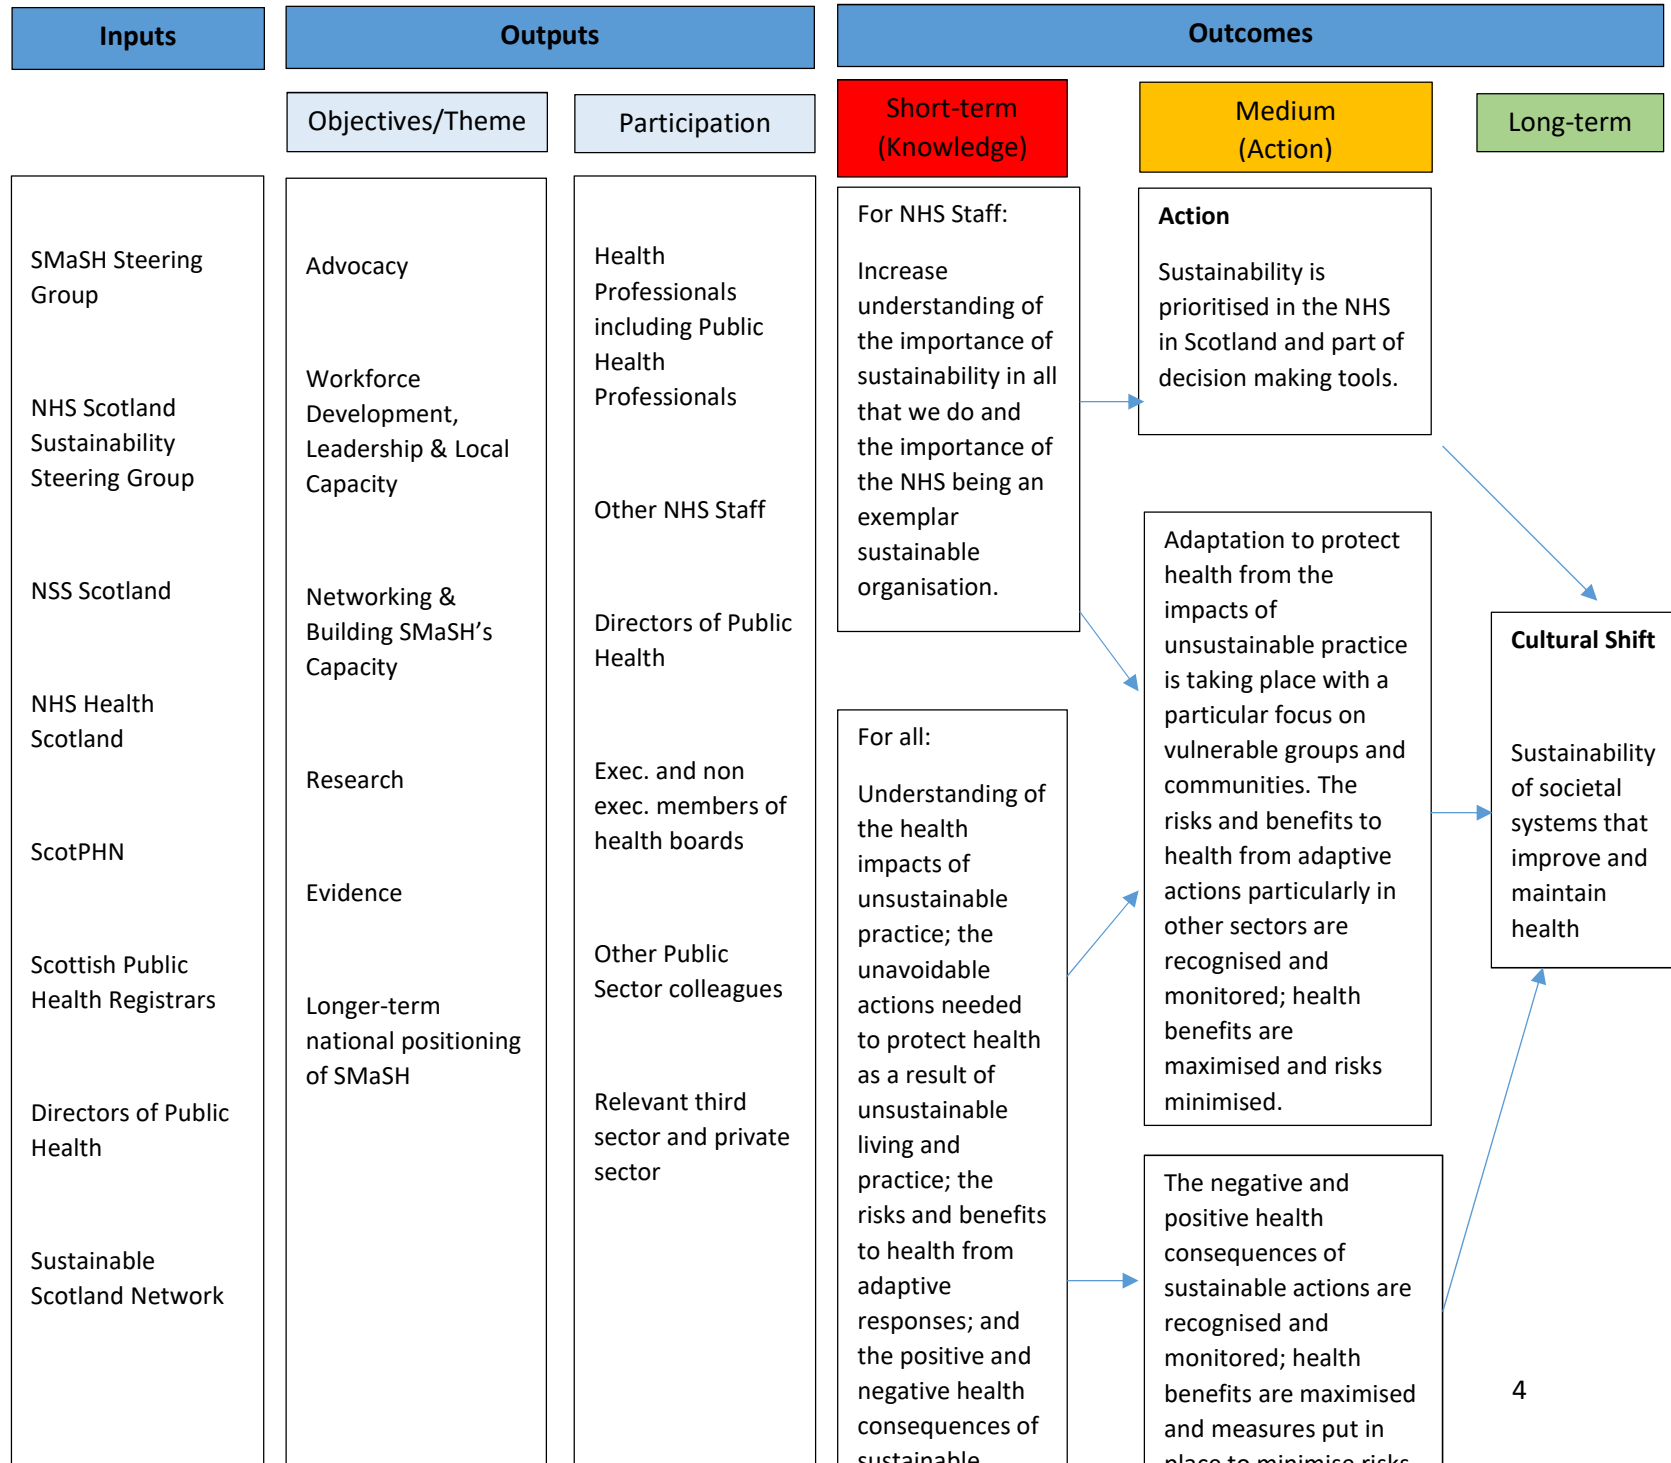 Inputs
Outputs
Outcomes
Objectives/Theme
Participation
Short-term
(Knowledge)
Medium
(Action)
Long-term
SMaSH Steering
Group
NHS Scotland
Sustainability
Steering Group
NSS Scotland
NHS Health
Scotland
ScotPHN
Scottish Public
Health Registrars
Directors of Public
Health
Sustainable
Scotland Network
Advocacy
Workforce
Development,
Leadership & Local
Capacity
Networking &
Building SMaSH’s
Capacity
Research
Evidence
Longer-term
national positioning
of SMaSH
Health
Professionals
including Public
Health
Professionals
Other NHS Staff
Directors of Public
Health
Exec. and non
exec. members of
health boards
Other Public
Sector colleagues
Relevant third
sector and private
sector
For NHS Staff:
Increase
understanding of
the importance of
sustainability in all
that we do and
the importance of
the NHS being an
exemplar
sustainable
organisation.
For all:
Understanding of
the health
impacts of
unsustainable
practice; the
unavoidable
actions needed
to protect health
as a result of
unsustainable
living and
practice; the
risks and benefits
to health from
adaptive
responses; and
the positive and
negative health
consequences of
sustainable
Action
Sustainability is
prioritised in the NHS
in Scotland and part of
decision making tools.
Adaptation to protect
health from the
impacts of
unsustainable practice
is taking place with a
particular focus on
vulnerable groups and
communities. The
risks and benefits to
health from adaptive
actions particularly in
other sectors are
recognised and
monitored; health
benefits are
maximised and risks
minimised.
The negative and
positive health
consequences of
sustainable actions are
recognised and
monitored; health
benefits are maximised
and measures put in
place to minimise risks
Cultural Shift
Sustainability
of societal
systems that
improve and
maintain
health
4